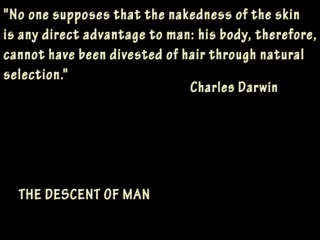 "No one supposes that the nakedness of the skin
is any direct advantage to man: his body, therefore,
cannot have been divested of hair through natural
selection."
Charles Darwin
THE DESCENT OF MAN